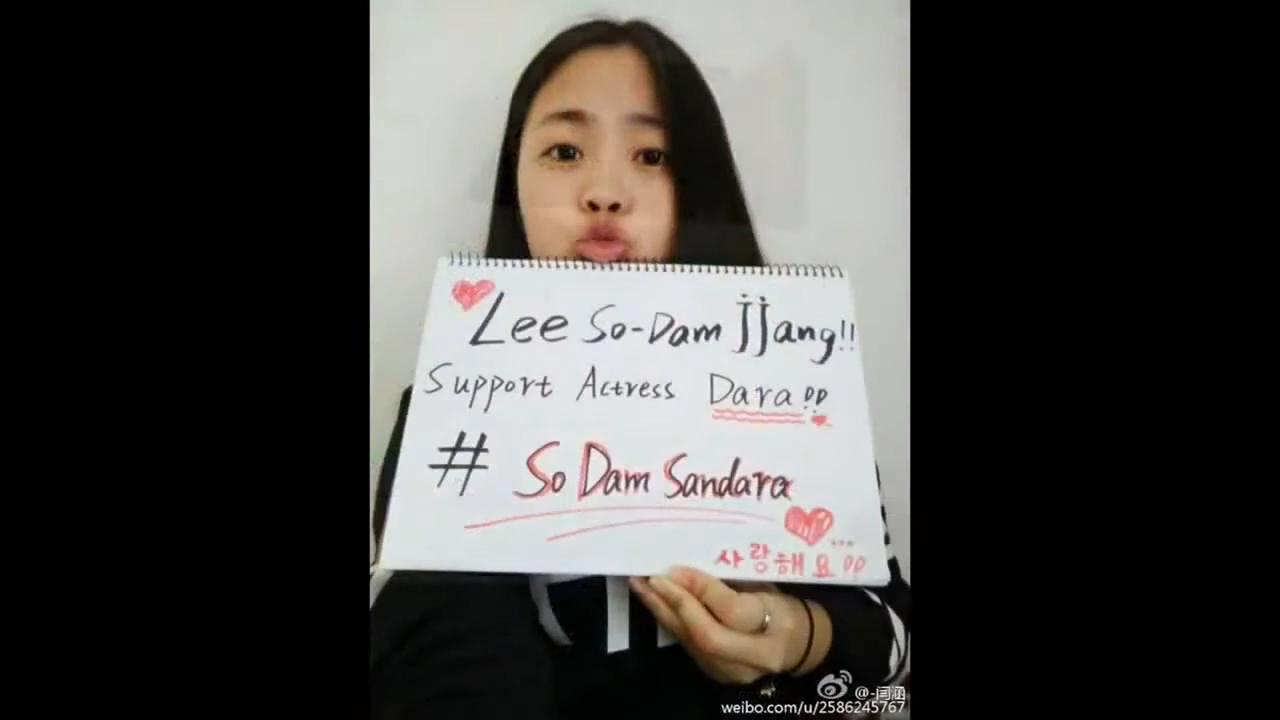 Lee So-Dam jjang!!
Support Actress Dara!!
# So Dam Sandara
사랑해요
@-闫涵
weibo.com/u/2586245767